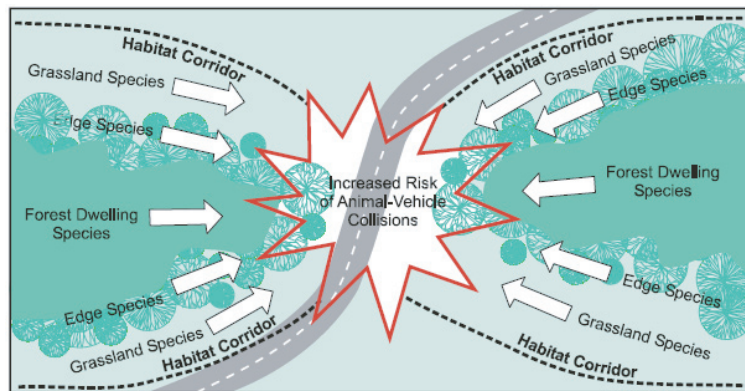 Habitat Corridor
Grassland Species
Edge Species
Forest Dwelling
Species
Edge Species
Grassland Species
Habitat Corridor
Increased Risk
of Animal-Vehicle
Collisions
Habitat Corridor
Grassland Species
Edge Species
Forest Dwelling
Species
Edge Species
Grassland
Species
Habitat Corridor